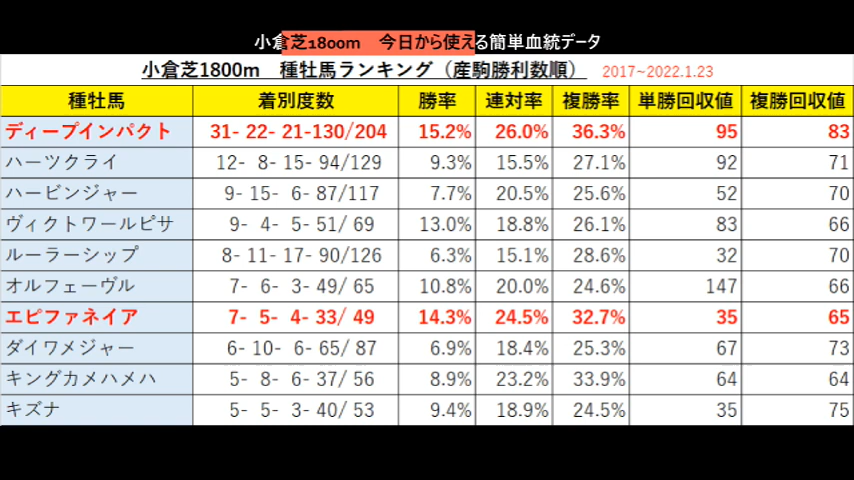 小倉芝1800m 今日から使える簡単血統データ
小倉芝1800m 種牡馬ランキング（産駒勝利数順） 2017~2022.1.23
種牡馬 着別度数 勝率 連対率 複勝率 単勝回収値 複勝回収値
ディープインパクト 31- 22- 21-130/204 15.2% 26.0% 36.3% 95 83
ハーツクライ 12- 8- 15- 94/129 9.3% 15.5% 27.1% 92 71
ハービンジャー 9- 15- 6- 87/117 7.7% 20.5% 25.6% 52 70
ヴィクトワールピサ 9- 4- 5- 51/ 69 13.0% 18.8% 26.1% 83 66
ルーラーシップ 8- 11- 17- 90/126 6.3% 15.1% 28.6% 32 70
オルフェーヴル 7- 6- 3- 49/ 65 10.8% 20.0% 24.6% 147 66
エピファネイア 7- 5- 4- 33/ 49 14.3% 24.5% 32.7% 35 65
ダイワメジャー 6- 10- 6- 65/ 87 6.9% 18.4% 25.3% 67 73
キングカメハメハ 5- 8- 6- 37/ 56 8.9% 23.2% 33.9% 64 64
キズナ 5- 5- 3- 40/ 53 9.4% 18.9% 24.5% 35 75